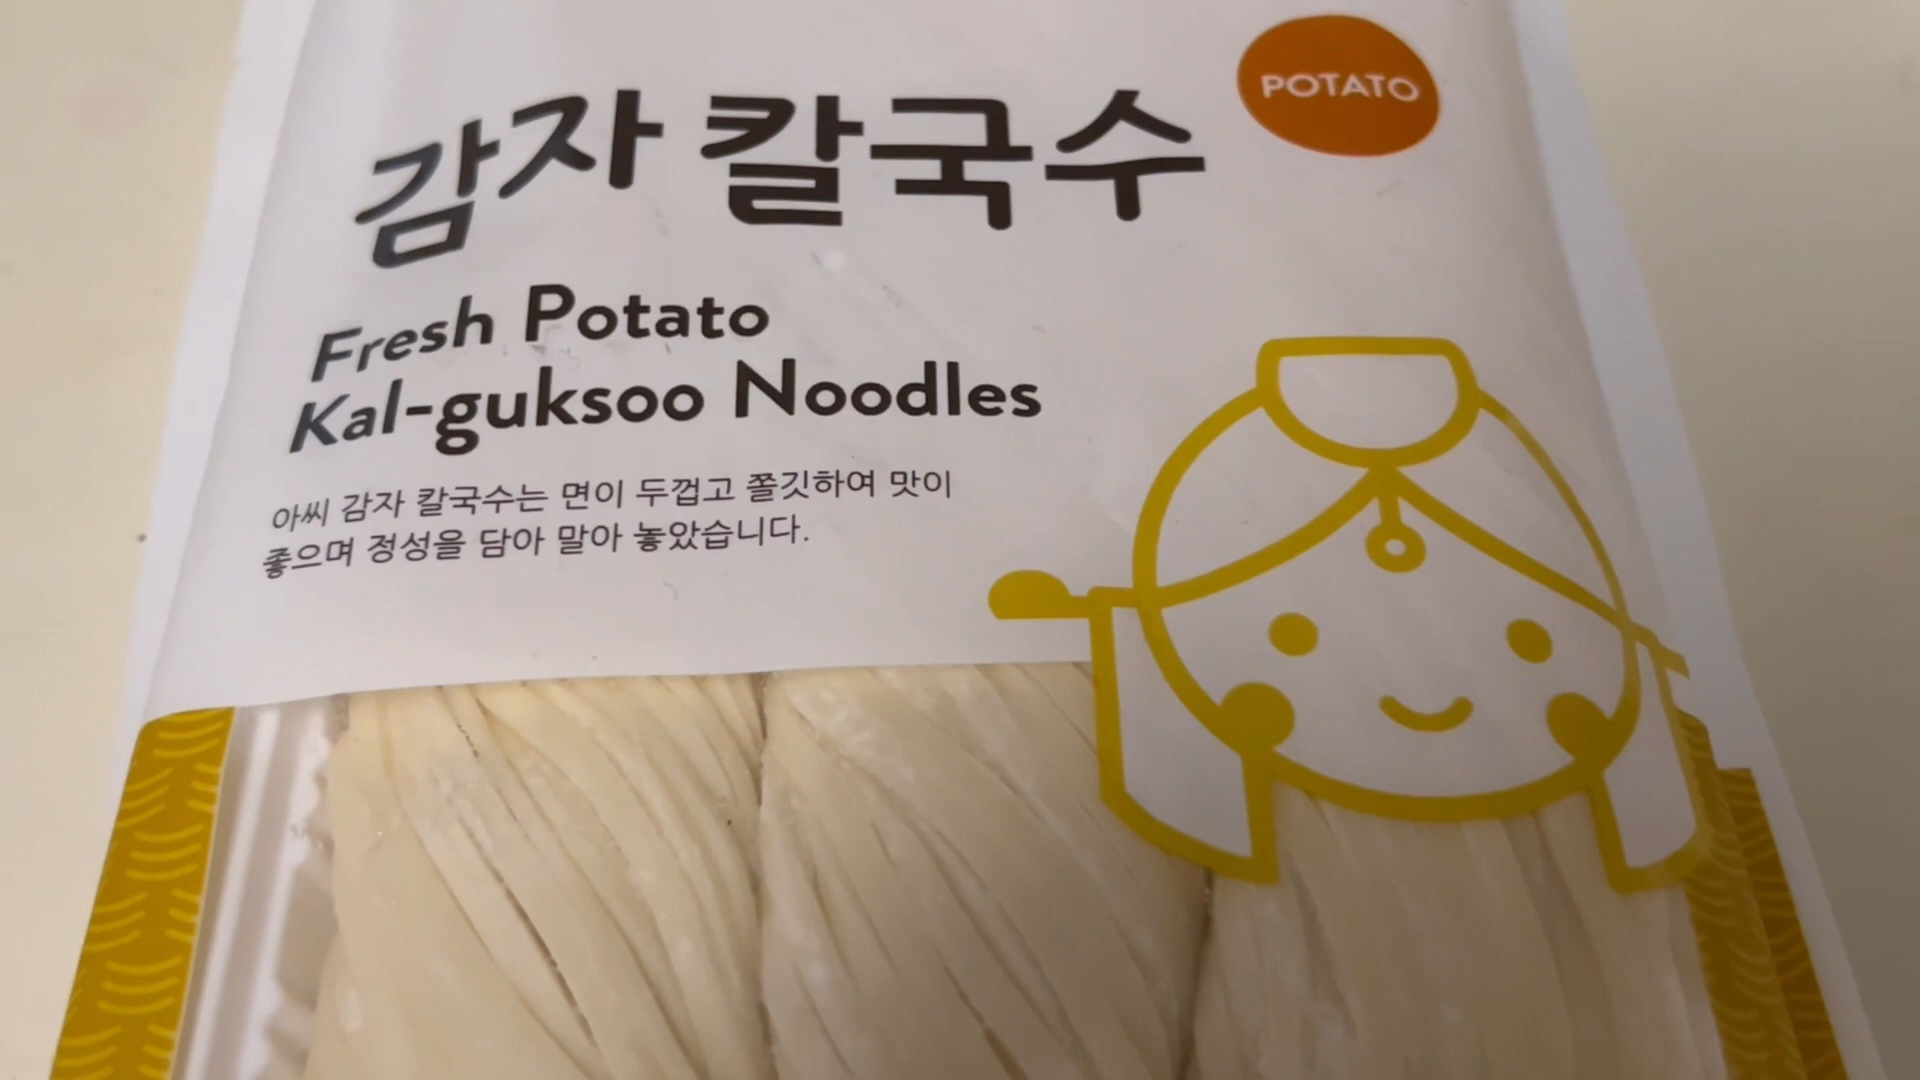 POTATO
감자 칼국수
Fresh Potato
Kal-guksoo Noodles
아씨 감자 칼국수는 면이 두껍고 쫄깃하여 맛이
좋으며 정성을 담아 말아 놓았습니다.